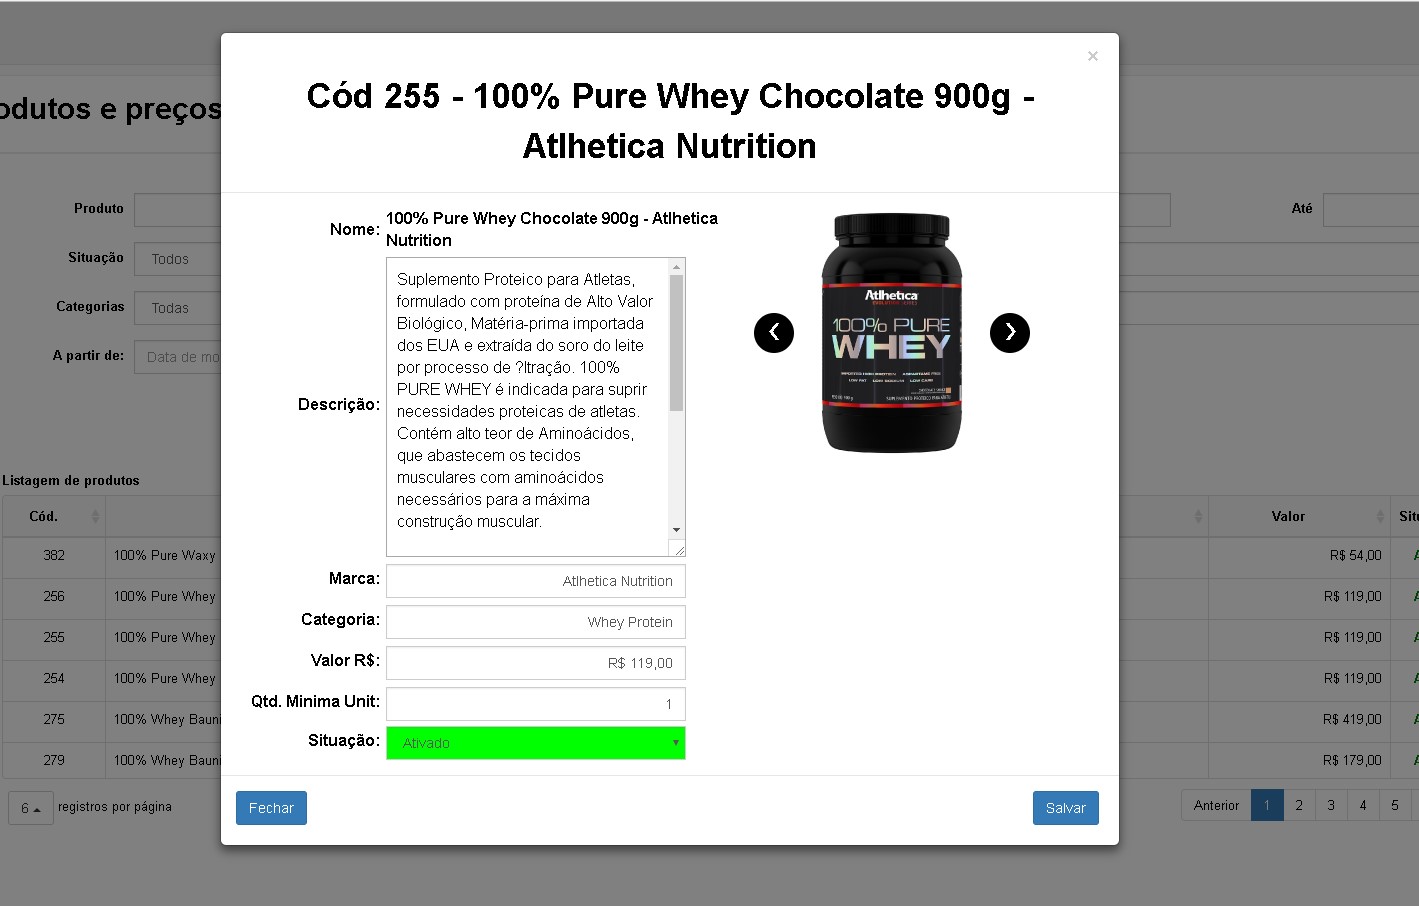 Cód 255 - 100% Pure Whey Chocolate 900g -
Atlhetica Nutrition
×
odutos e preços
Produto
Até
Situação
Todos
Categorias
Todas
A partir de:
Data de mo
Nome:
100% Pure Whey Chocolate 900g - Atlhetica
Nutrition
Descrição:
Suplemento Proteico para Atletas,
formulado com proteína de Alto Valor
Biológico, Matéria-prima importada
dos EUA e extraída do soro do leite
por processo de ?ltração. 100%
PURE WHEY é indicada para suprir
necessidades proteicas de atletas.
Contém alto teor de Aminoácidos,
que abastecem os tecidos
musculares com aminoácidos
necessários para a máxima
construção muscular.
Atlhetica
100% PURE
WHEY
LOW FAT LOW SODIUM LOW CARB
Marca:
Atlhetica Nutrition
Categoria:
Whey Protein
Valor R$:
R$ 119,00
Qtd. Minima Unit:
1
Situação:
Ativado
Fechar
Salvar
Listagem de produtos
Cód.
Valor
Situ
382
100% Pure Waxy
R$ 54,00
256
100% Pure Whey
R$ 119,00
255
100% Pure Whey
R$ 119,00
254
100% Pure Whey
R$ 119,00
275
100% Whey Bauni
R$ 419,00
279
100% Whey Bauni
R$ 179,00
6
registros por página
Anterior
1
2
3
4
5